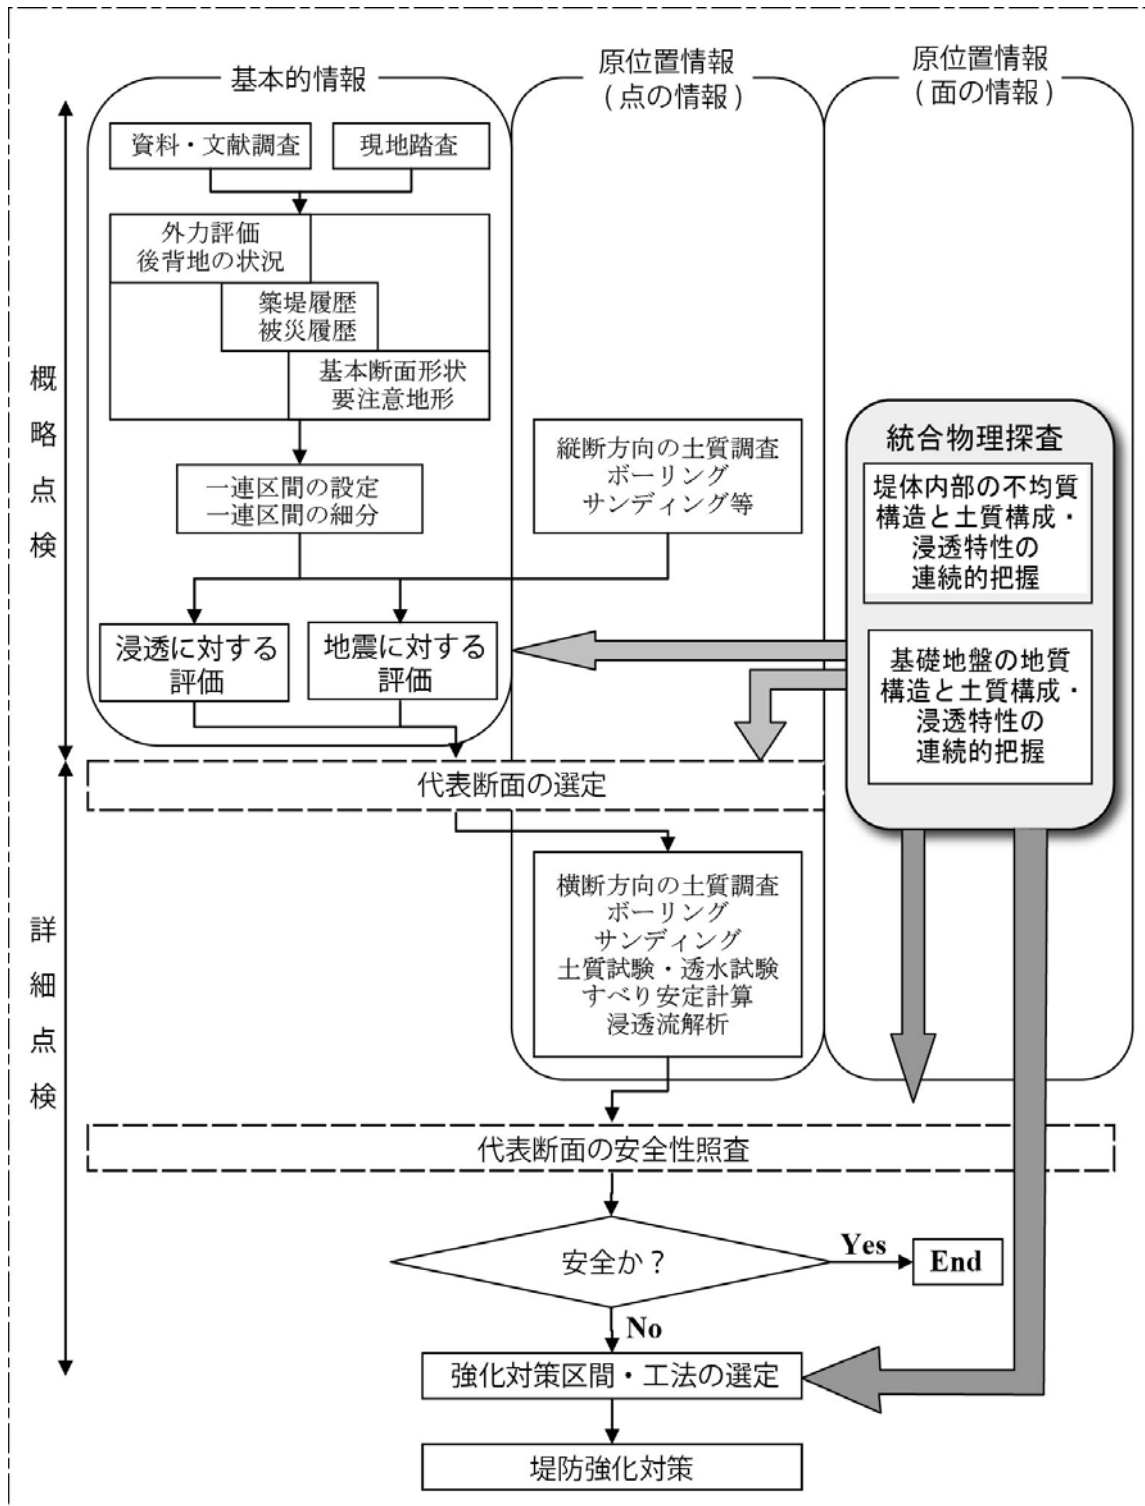 基本的情報
原位置情報
(点の情報)
原位置情報
(面の情報)
資料・文献調査
現地踏査
外力評価
後背地の状況
築堤履歴
被災履歴
基本断面形状
要注意地形
概略点検
一連区間の設定
一連区間の細分
縦断方向の土質調査
ボーリング
サンディング等
統合物理探査
堤体内部の不均質
構造と土質構成・
浸透特性の
連続的把握
基礎地盤の地質
構造と土質構成・
浸透特性の
連続的把握
浸透に対する
評価
地震に対する
評価
代表断面の選定
詳細点検
横断方向の土質調査
ボーリング
サンディング
土質試験・透水試験
すべり安定計算
浸透流解析
代表断面の安全性照査
安全か？
Yes
End
No
強化対策区間・工法の選定
堤防強化対策